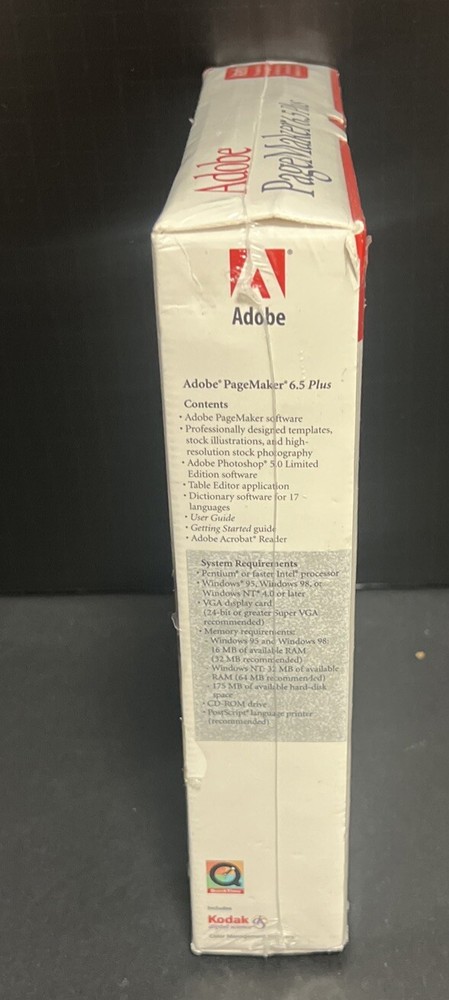 Adobe
PageMaker 6.5 Plus
Adobe
Adobe® PageMaker® 6.5 Plus
Contents
• Adobe PageMaker software
• Professionally designed templates,
stock illustrations, and high-
resolution stock photography
• Adobe Photoshop® 5.0 Limited
Edition software
• Table Editor application
• Dictionary software for 17
languages
• User Guide
• Getting Started guide
• Adobe Acrobat® Reader
System Requirements
• Pentium® or faster Intel® processor
• Windows® 95, Windows 98, or
Windows NT® 4.0 or later
• VGA display card
(24-bit or greater Super VGA
recommended)
• Memory requirements:
- Windows 95 and Windows 98:
16 MB of available RAM
(32 MB recommended)
- Windows NT: 32 MB of available
RAM (64 MB recommended)
- 175 MB of available hard-disk
space
• CD-ROM drive
• PostScript® language printer
(recommended)
Includes
Kodak
digital science
Color Management